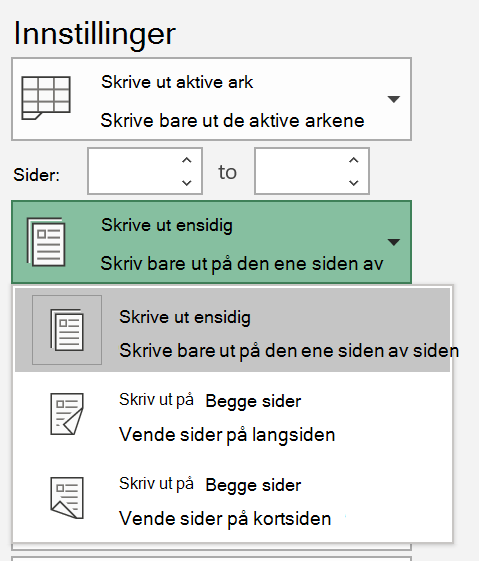 Innstillinger
Skrive ut aktive ark
Skrive bare ut de aktive arkene
Sider: to
Skrive ut ensidig
Skriv bare ut på den ene siden av
Skrive ut ensidig
Skrive bare ut på den ene siden av siden
Skriv ut på Begge sider
Vende sider på langsiden
Skriv ut på Begge sider
Vende sider på kortsiden